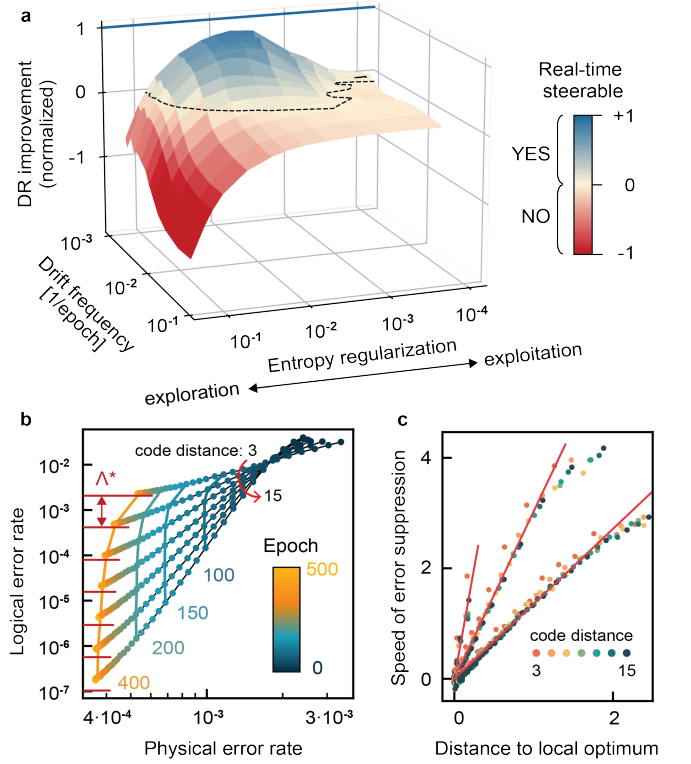 a
DR improvement
(normalized)
1
0
-1
10-3
10-2
10-1
Drift frequency
[1/epoch]
10-1
10-2
10-3
10-4
Entropy regularization
exploration
exploitation
Real-time
steerable
YES
NO
+1
0
-1
b
Logical error rate
10-2
10-3
10-4
10-5
10-6
10-7
Λ*
code distance: 3
15
Epoch
500
0
100
150
200
400
4·10-4
10-3
3·10-3
Physical error rate
c
Speed of error suppression
4
2
0
code distance
3
15
0
2
Distance to local optimum